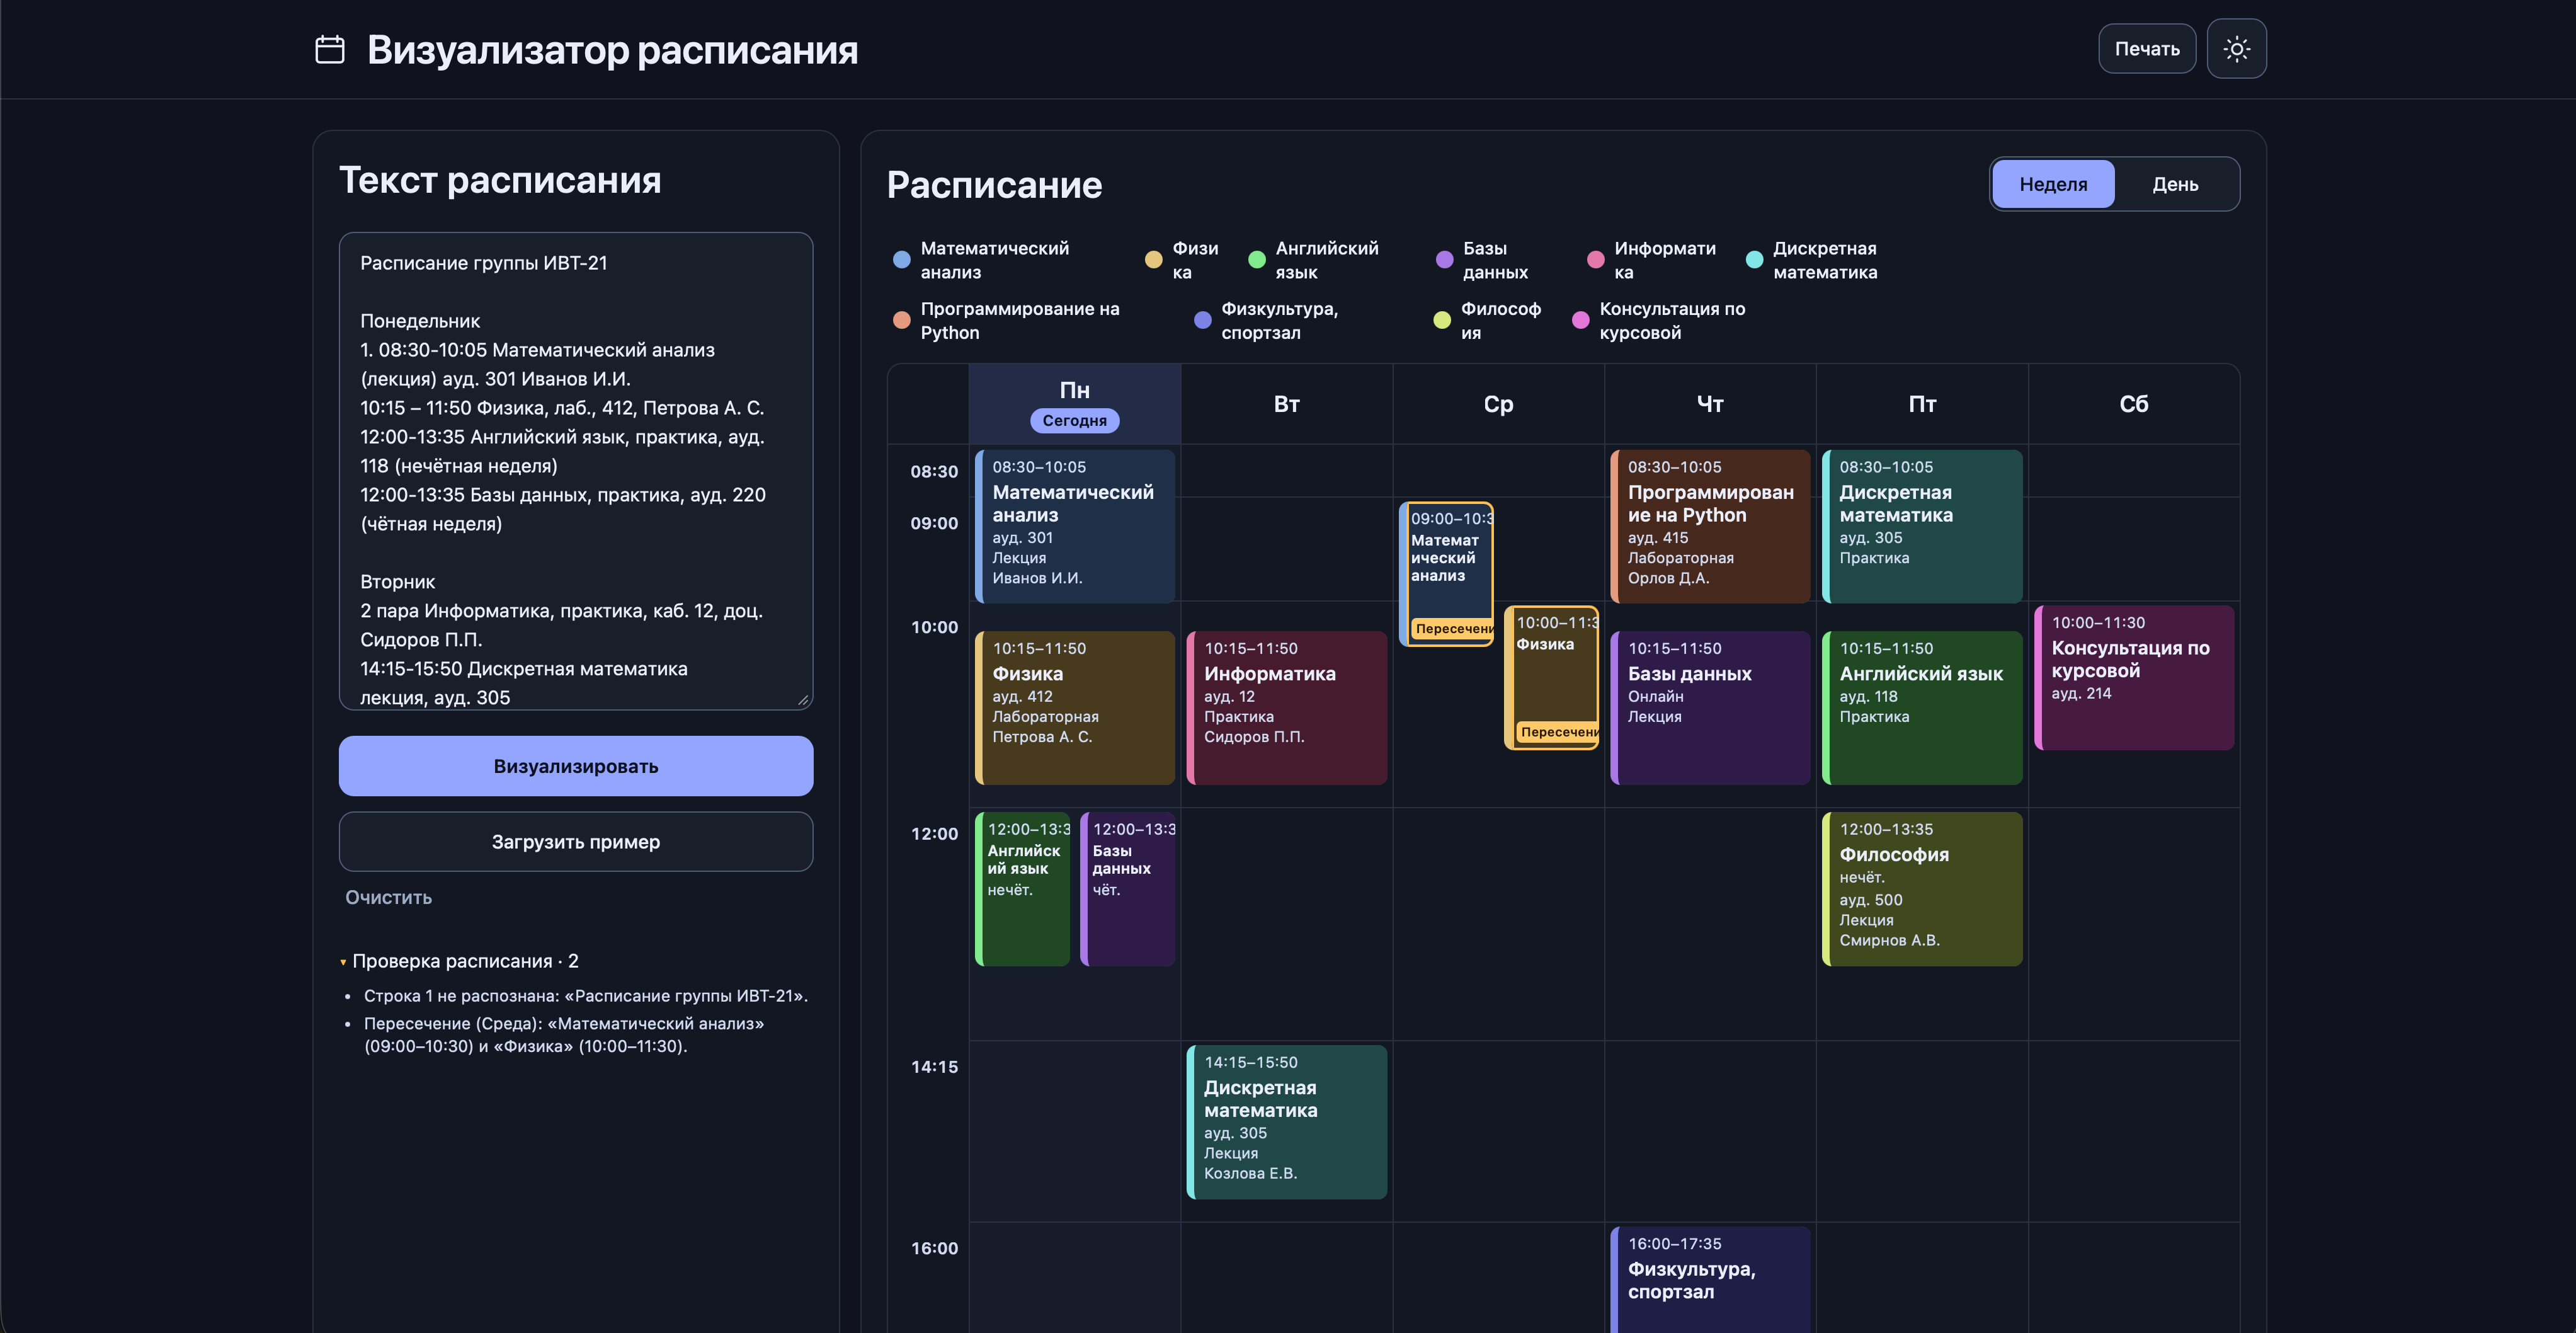 Визуализатор расписания
Печать
Текст расписания
Расписание группы ИВТ-21
Понедельник
1. 08:30-10:05 Математический анализ
(лекция) ауд. 301 Иванов И.И.
10:15 – 11:50 Физика, лаб., 412, Петрова А. С.
12:00-13:35 Английский язык, практика, ауд.
118 (нечётная неделя)
12:00-13:35 Базы данных, практика, ауд. 220
(чётная неделя)
Вторник
2 пара Информатика, практика, каб. 12, доц.
Сидоров П.П.
14:15-15:50 Дискретная математика
лекция, ауд. 305
Визуализировать
Загрузить пример
Очистить
Проверка расписания · 2
• Строка 1 не распознана: «Расписание группы ИВТ-21».
• Пересечение (Среда): «Математический анализ»
(09:00–10:30) и «Физика» (10:00–11:30).
Расписание
Неделя
День
Математический
анализ
Физи
ка
Английский
язык
Базы
данных
Информати
ка
Дискретная
математика
Программирование на
Python
Физкультура,
спортзал
Философ
ия
Консультация по
курсовой
Пн
Сегодня
Вт
Ср
Чт
Пт
Сб
08:30
09:00
10:00
12:00
14:15
16:00
08:30–10:05
Математический
анализ
ауд. 301
Лекция
Иванов И.И.
10:15–11:50
Физика
ауд. 412
Лабораторная
Петрова А. С.
12:00–13:3
Английск
ий язык
нечёт.
12:00–13:3
Базы
данных
чёт.
10:15–11:50
Информатика
ауд. 12
Практика
Сидоров П.П.
14:15–15:50
Дискретная
математика
ауд. 305
Лекция
Козлова Е.В.
09:00–10:3
Математ
ический
анализ
Пересечени
10:00–11:3
Физика
Пересечени
08:30–10:05
Программирован
ие на Python
ауд. 415
Лабораторная
Орлов Д.А.
10:15–11:50
Базы данных
Онлайн
Лекция
16:00–17:35
Физкультура,
спортзал
08:30–10:05
Дискретная
математика
ауд. 305
Практика
10:15–11:50
Английский язык
ауд. 118
Практика
12:00–13:35
Философия
нечёт.
ауд. 500
Лекция
Смирнов А.В.
10:00–11:30
Консультация по
курсовой
ауд. 214